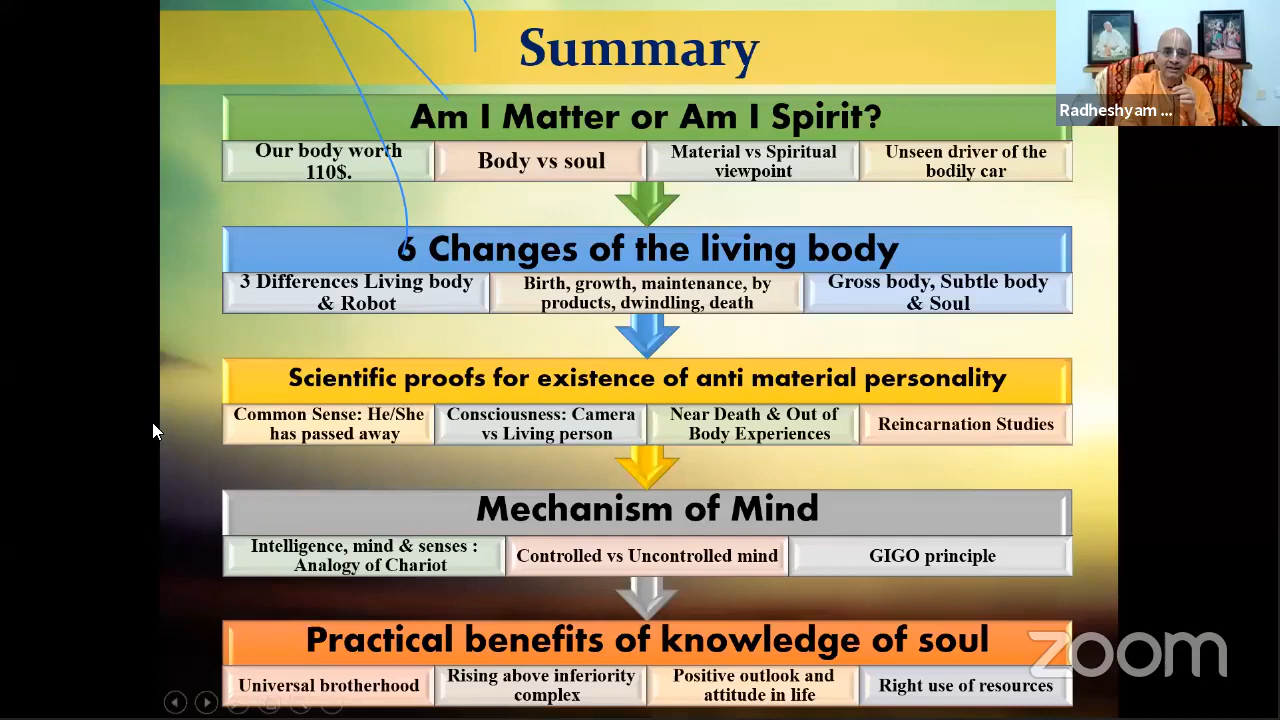 Summary
Radheshyam ...
Am I Matter or Am I Spirit?
Our body worth
110$.
Body vs soul
Material vs Spiritual
viewpoint
Unseen driver of the
bodily car
6 Changes of the living body
3 Differences Living body
& Robot
Birth, growth, maintenance, by
products, dwindling, death
Gross body, Subtle body
& Soul
Scientific proofs for existence of anti material personality
Common Sense: He/She
has passed away
Consciousness: Camera
vs Living person
Near Death & Out of
Body Experiences
Reincarnation Studies
Mechanism of Mind
Intelligence, mind & senses :
Analogy of Chariot
Controlled vs Uncontrolled mind
GIGO principle
Practical benefits of knowledge of soul
Universal brotherhood
Rising above inferiority
complex
Positive outlook and
attitude in life
Right use of resources
zoom